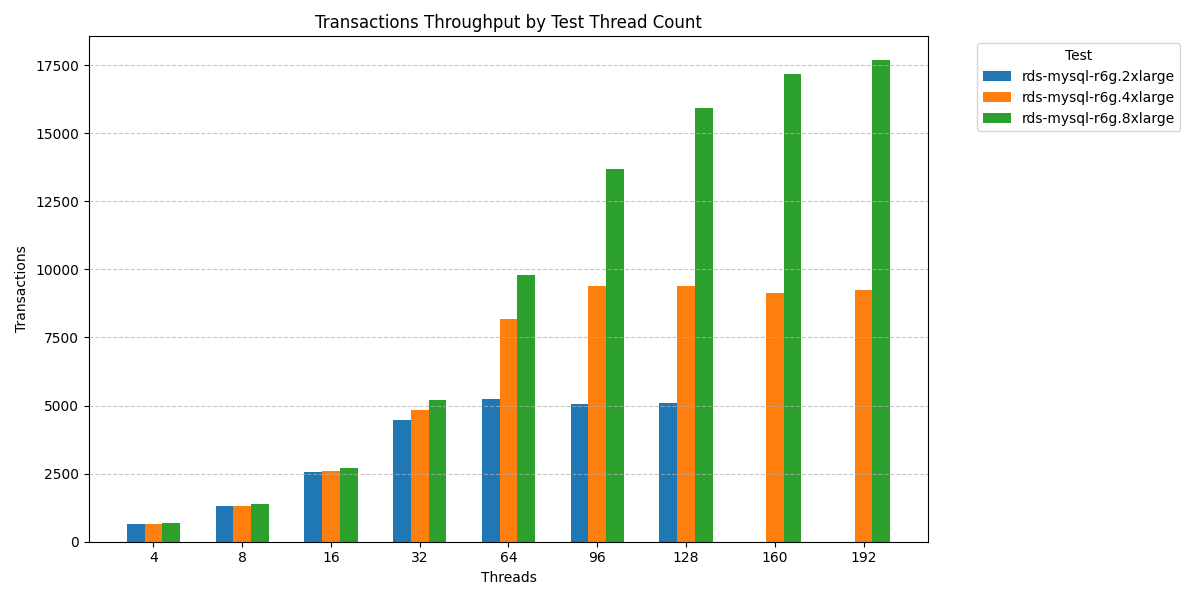 Transactions Throughput by Test Thread Count
Test
rds-mysql-r6g.2xlarge
rds-mysql-r6g.4xlarge
rds-mysql-r6g.8xlarge
Transactions
17500
15000
12500
10000
7500
5000
2500
0
4 8 16 32 64 96 128 160 192
Threads